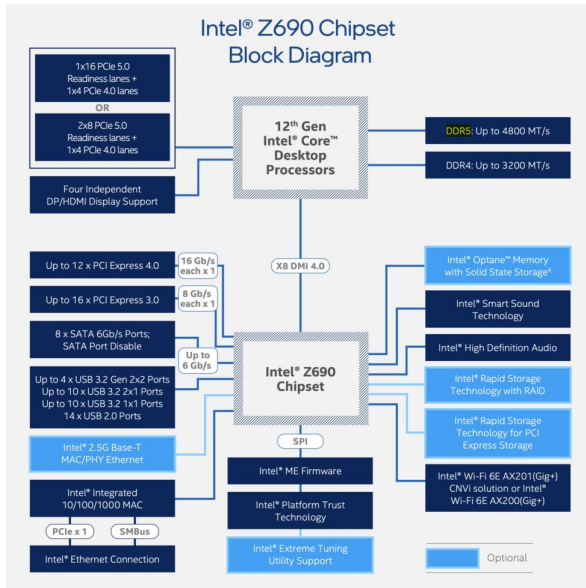 Intel® Z690 Chipset
Block Diagram
1x16 PCIe 5.0
Readiness lanes +
1x4 PCIe 4.0 lanes
OR
2x8 PCIe 5.0
Readiness lanes +
1x4 PCIe 4.0 lanes
Four Independent
DP/HDMI Display Support
12th Gen
Intel® Core™
Desktop
Processors
DDR5: Up to 4800 MT/s
DDR4: Up to 3200 MT/s
X8 DMI 4.0
Up to 12 x PCI Express 4.0
16 Gb/s
each x 1
Up to 16 x PCI Express 3.0
8 Gb/s
each x 1
8 x SATA 6Gb/s Ports;
SATA Port Disable
Up to
6 Gb/s
Up to 4 x USB 3.2 Gen 2x2 Ports
Up to 10 x USB 3.2 2x1 Ports
Up to 10 x USB 3.2 1x1 Ports
14 x USB 2.0 Ports
Intel® 2.5G Base-T
MAC/PHY Ethernet
Intel® Integrated
10/100/1000 MAC
PCIe x 1
SMBus
Intel® Ethernet Connection
Intel® Z690
Chipset
SPI
Intel® ME Firmware
Intel® Platform Trust
Technology
Intel® Extreme Tuning
Utility Support
Intel® Optane™ Memory
with Solid State Storage⁴
Intel® Smart Sound
Technology
Intel® High Definition Audio
Intel® Rapid Storage
Technology with RAID
Intel® Rapid Storage
Technology for PCI
Express Storage
Intel® Wi-Fi 6E AX201(Gig+)
CNVi solution or Intel®
Wi-Fi 6E AX200(Gig+)
Optional